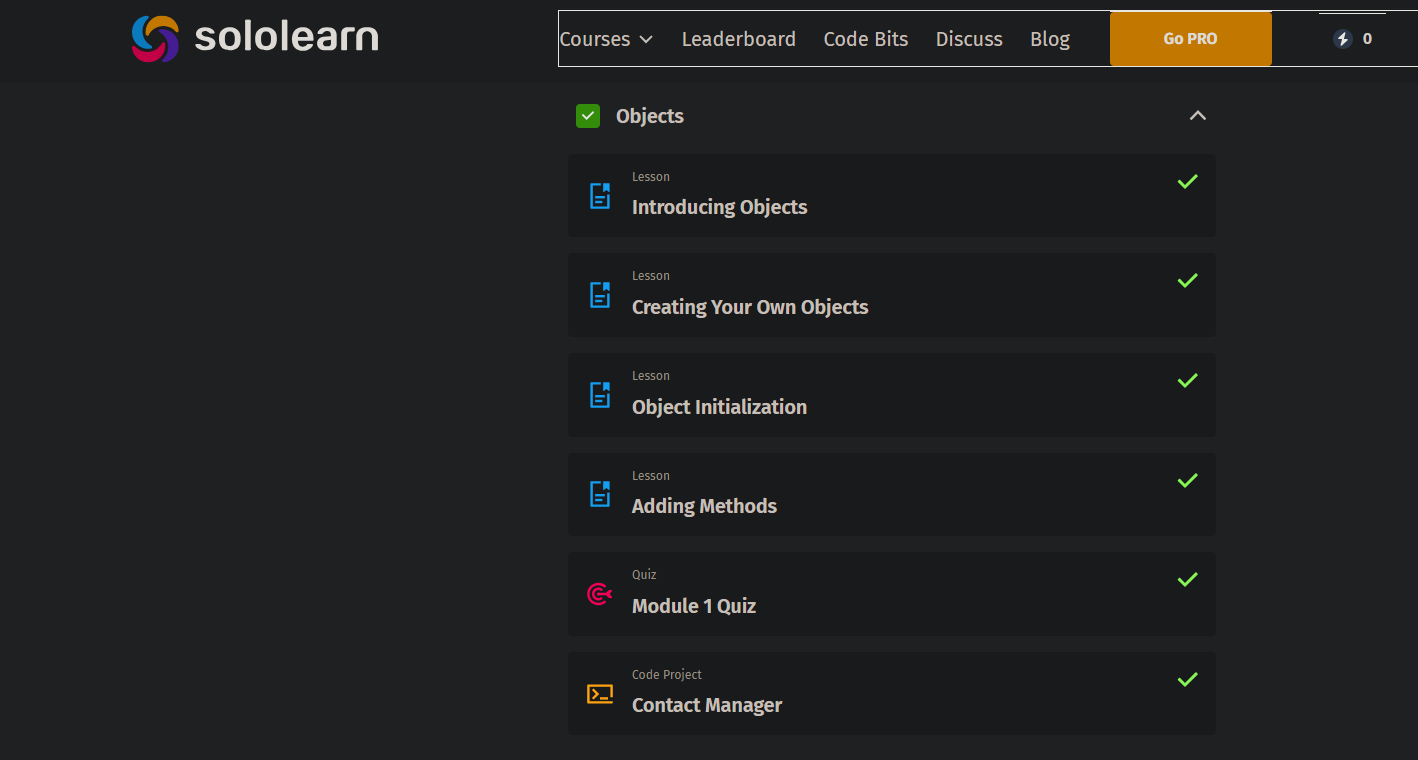 sololearn
Courses Leaderboard Code Bits Discuss Blog Go PRO 0
Objects
Lesson
Introducing Objects
Lesson
Creating Your Own Objects
Lesson
Object Initialization
Lesson
Adding Methods
Quiz
Module 1 Quiz
Code Project
Contact Manager